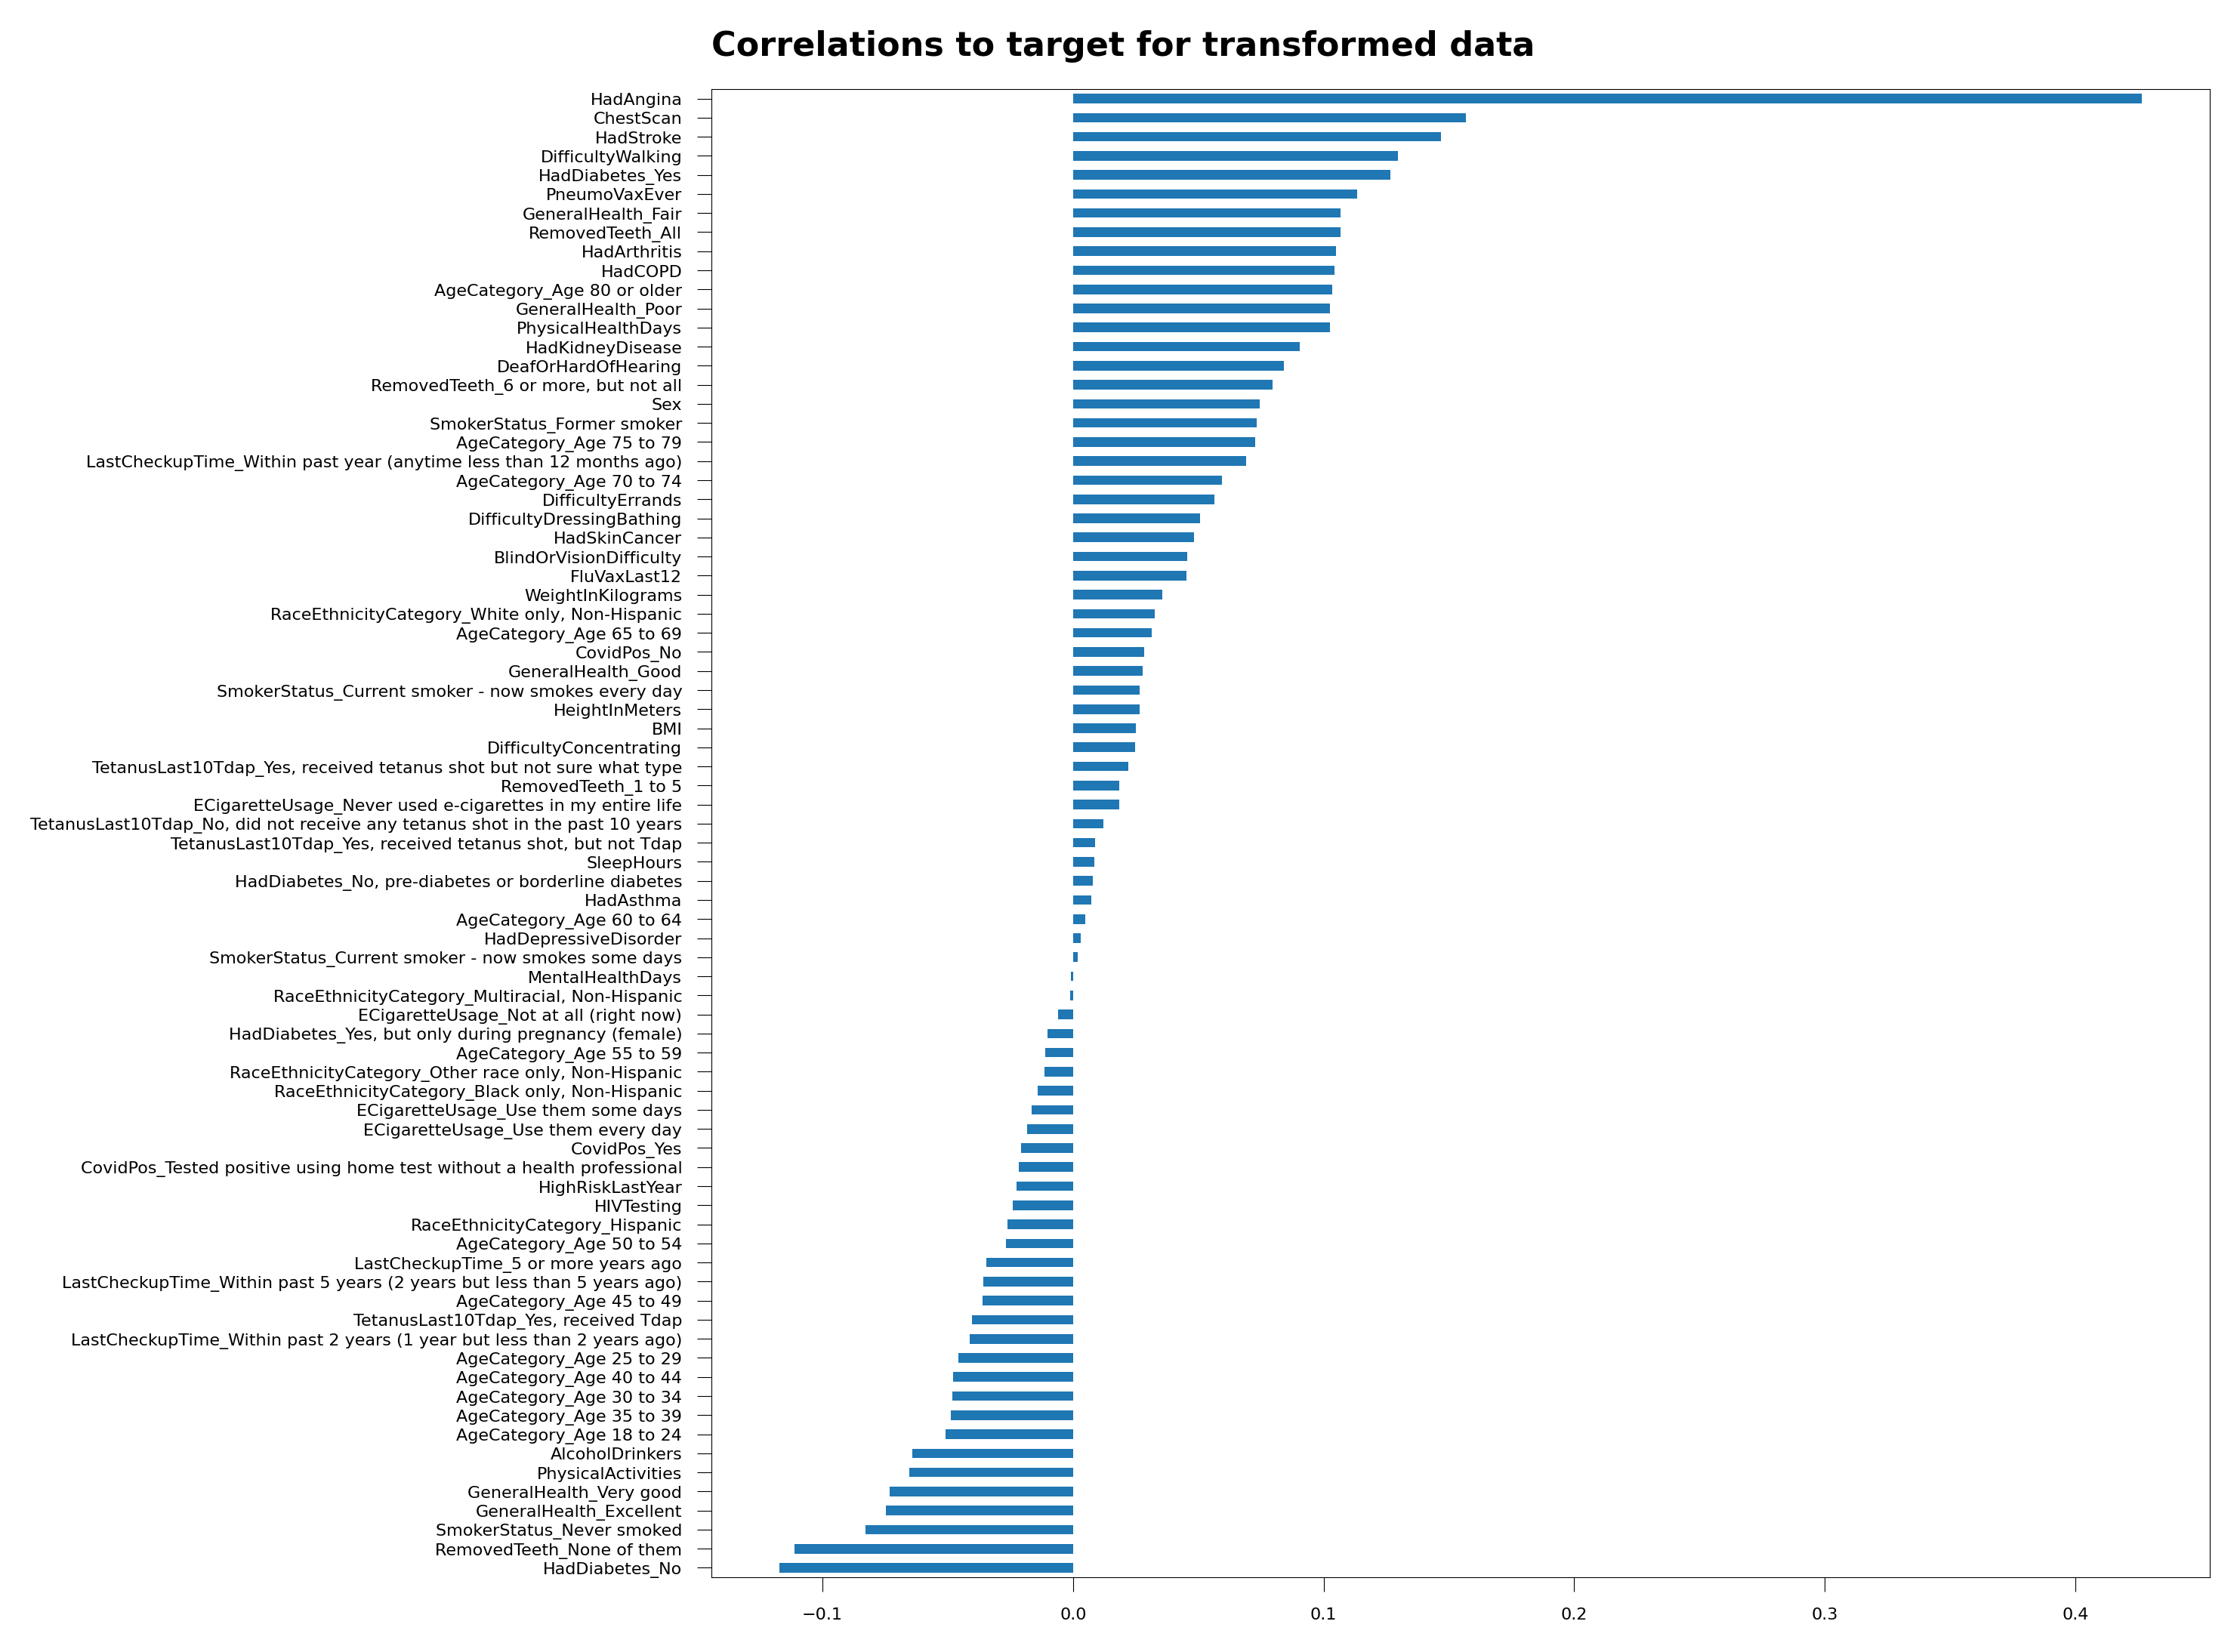 Correlations to target for transformed data
HadAngina
ChestScan
HadStroke
DifficultyWalking
HadDiabetes_Yes
PneumoVaxEver
GeneralHealth_Fair
RemovedTeeth_All
HadArthritis
HadCOPD
AgeCategory_Age 80 or older
GeneralHealth_Poor
PhysicalHealthDays
HadKidneyDisease
DeafOrHardOfHearing
RemovedTeeth_6 or more, but not all
Sex
SmokerStatus_Former smoker
AgeCategory_Age 75 to 79
LastCheckupTime_Within past year (anytime less than 12 months ago)
AgeCategory_Age 70 to 74
DifficultyErrands
DifficultyDressingBathing
HadSkinCancer
BlindOrVisionDifficulty
FluVaxLast12
WeightInKilograms
RaceEthnicityCategory_White only, Non-Hispanic
AgeCategory_Age 65 to 69
CovidPos_No
GeneralHealth_Good
SmokerStatus_Current smoker - now smokes every day
HeightInMeters
BMI
DifficultyConcentrating
TetanusLast10Tdap_Yes, received tetanus shot but not sure what type
RemovedTeeth_1 to 5
ECigaretteUsage_Never used e-cigarettes in my entire life
TetanusLast10Tdap_No, did not receive any tetanus shot in the past 10 years
TetanusLast10Tdap_Yes, received tetanus shot, but not Tdap
SleepHours
HadDiabetes_No, pre-diabetes or borderline diabetes
HadAsthma
AgeCategory_Age 60 to 64
HadDepressiveDisorder
SmokerStatus_Current smoker - now smokes some days
MentalHealthDays
RaceEthnicityCategory_Multiracial, Non-Hispanic
ECigaretteUsage_Not at all (right now)
HadDiabetes_Yes, but only during pregnancy (female)
AgeCategory_Age 55 to 59
RaceEthnicityCategory_Other race only, Non-Hispanic
RaceEthnicityCategory_Black only, Non-Hispanic
ECigaretteUsage_Use them some days
ECigaretteUsage_Use them every day
CovidPos_Yes
CovidPos_Tested positive using home test without a health professional
HighRiskLastYear
HIVTesting
RaceEthnicityCategory_Hispanic
AgeCategory_Age 50 to 54
LastCheckupTime_5 or more years ago
LastCheckupTime_Within past 5 years (2 years but less than 5 years ago)
AgeCategory_Age 45 to 49
TetanusLast10Tdap_Yes, received Tdap
LastCheckupTime_Within past 2 years (1 year but less than 2 years ago)
AgeCategory_Age 25 to 29
AgeCategory_Age 40 to 44
AgeCategory_Age 30 to 34
AgeCategory_Age 35 to 39
AgeCategory_Age 18 to 24
AlcoholDrinkers
PhysicalActivities
GeneralHealth_Very good
GeneralHealth_Excellent
SmokerStatus_Never smoked
RemovedTeeth_None of them
HadDiabetes_No
−0.1 0.0 0.1 0.2 0.3 0.4